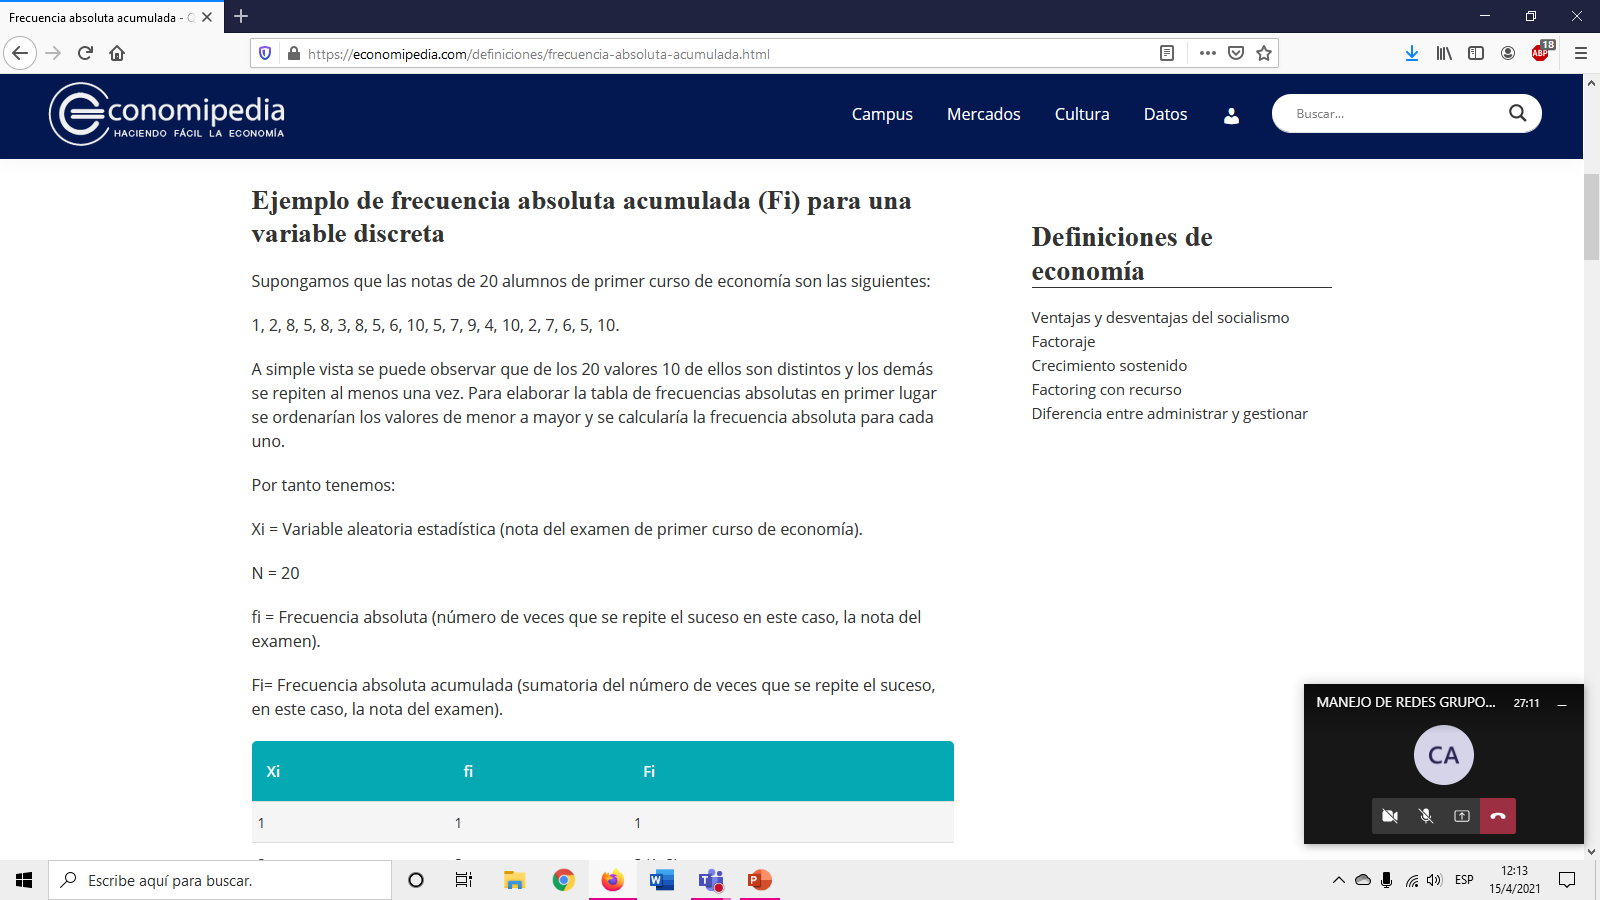 Frecuencia absoluta acumulada - Q
https://economipedia.com/definiciones/frecuencia-absoluta-acumulada.html
ABP
18
conomipedia
HACIENDO FÁCIL LA ECONOMÍA
Campus
Mercados
Cultura
Datos
Buscar...
Ejemplo de frecuencia absoluta acumulada (Fi) para una
variable discreta
Supongamos que las notas de 20 alumnos de primer curso de economía son las siguientes:
1, 2, 8, 5, 8, 3, 8, 5, 6, 10, 5, 7, 9, 4, 10, 2, 7, 6, 5, 10.
A simple vista se puede observar que de los 20 valores 10 de ellos son distintos y los demás
se repiten al menos una vez. Para elaborar la tabla de frecuencias absolutas en primer lugar
se ordenarían los valores de menor a mayor y se calcularía la frecuencia absoluta para cada
uno.
Por tanto tenemos:
Xi = Variable aleatoria estadística (nota del examen de primer curso de economía).
N = 20
fi = Frecuencia absoluta (número de veces que se repite el suceso en este caso, la nota del
examen).
Fi= Frecuencia absoluta acumulada (sumatoria del número de veces que se repite el suceso,
en este caso, la nota del examen).
Xi fi Fi
1 1 1
Definiciones de
economía
Ventajas y desventajas del socialismo
Factoraje
Crecimiento sostenido
Factoring con recurso
Diferencia entre administrar y gestionar
MANEJO DE REDES GRUPO... 27:11
CA
Escribe aquí para buscar.
ESP
12:13
15/4/2021